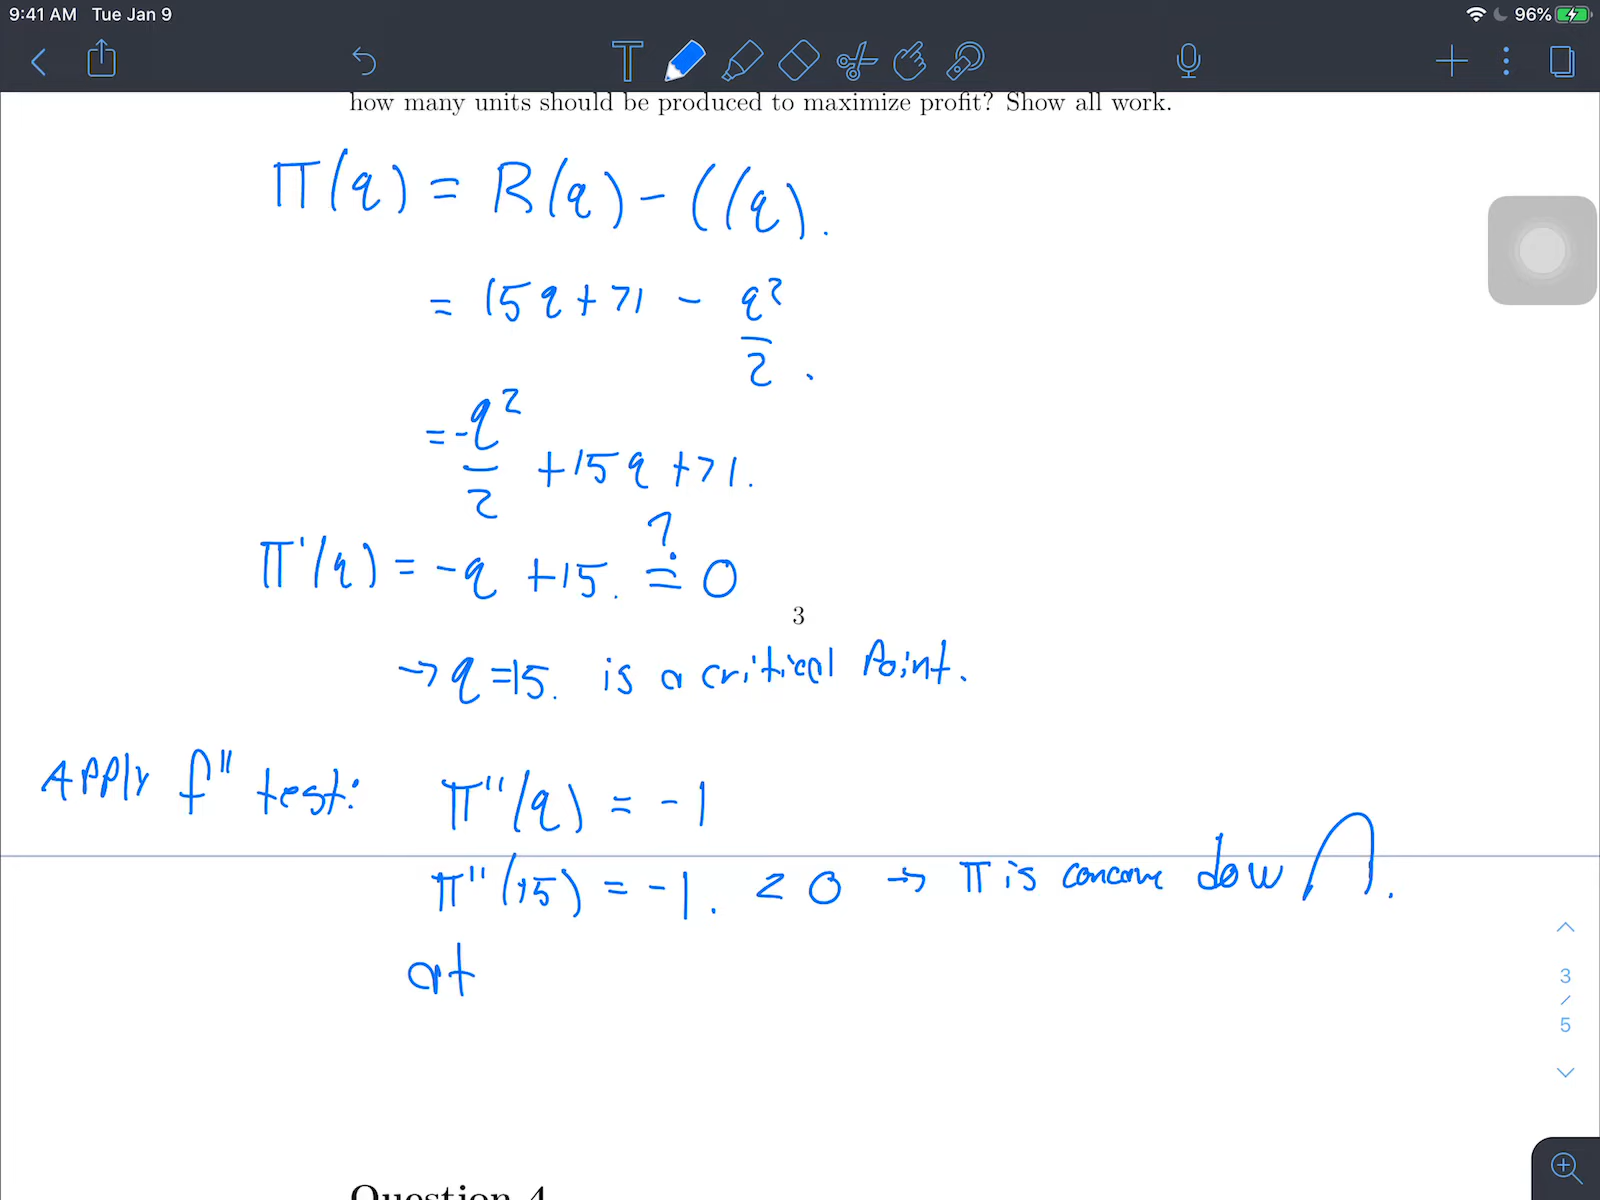 9:41 AM Tue Jan 9 96%
T
how many units should be produced to maximize profit? Show all work.
π(q) = R(q) - C(q).
= 15q + 71 - q²/2.
= -q²/2 + 15q + 71.
π'(q) = -q + 15. ≟ 0
3
→ q = 15. is a critical Point.
Apply f" test: π"(q) = -1
π"(15) = -1. < 0 → π is concave dow ∩.
at
3
/
5
Question 4